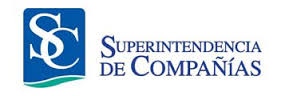 SC
SUPERINTENDENCIA
DE COMPAÑÍAS